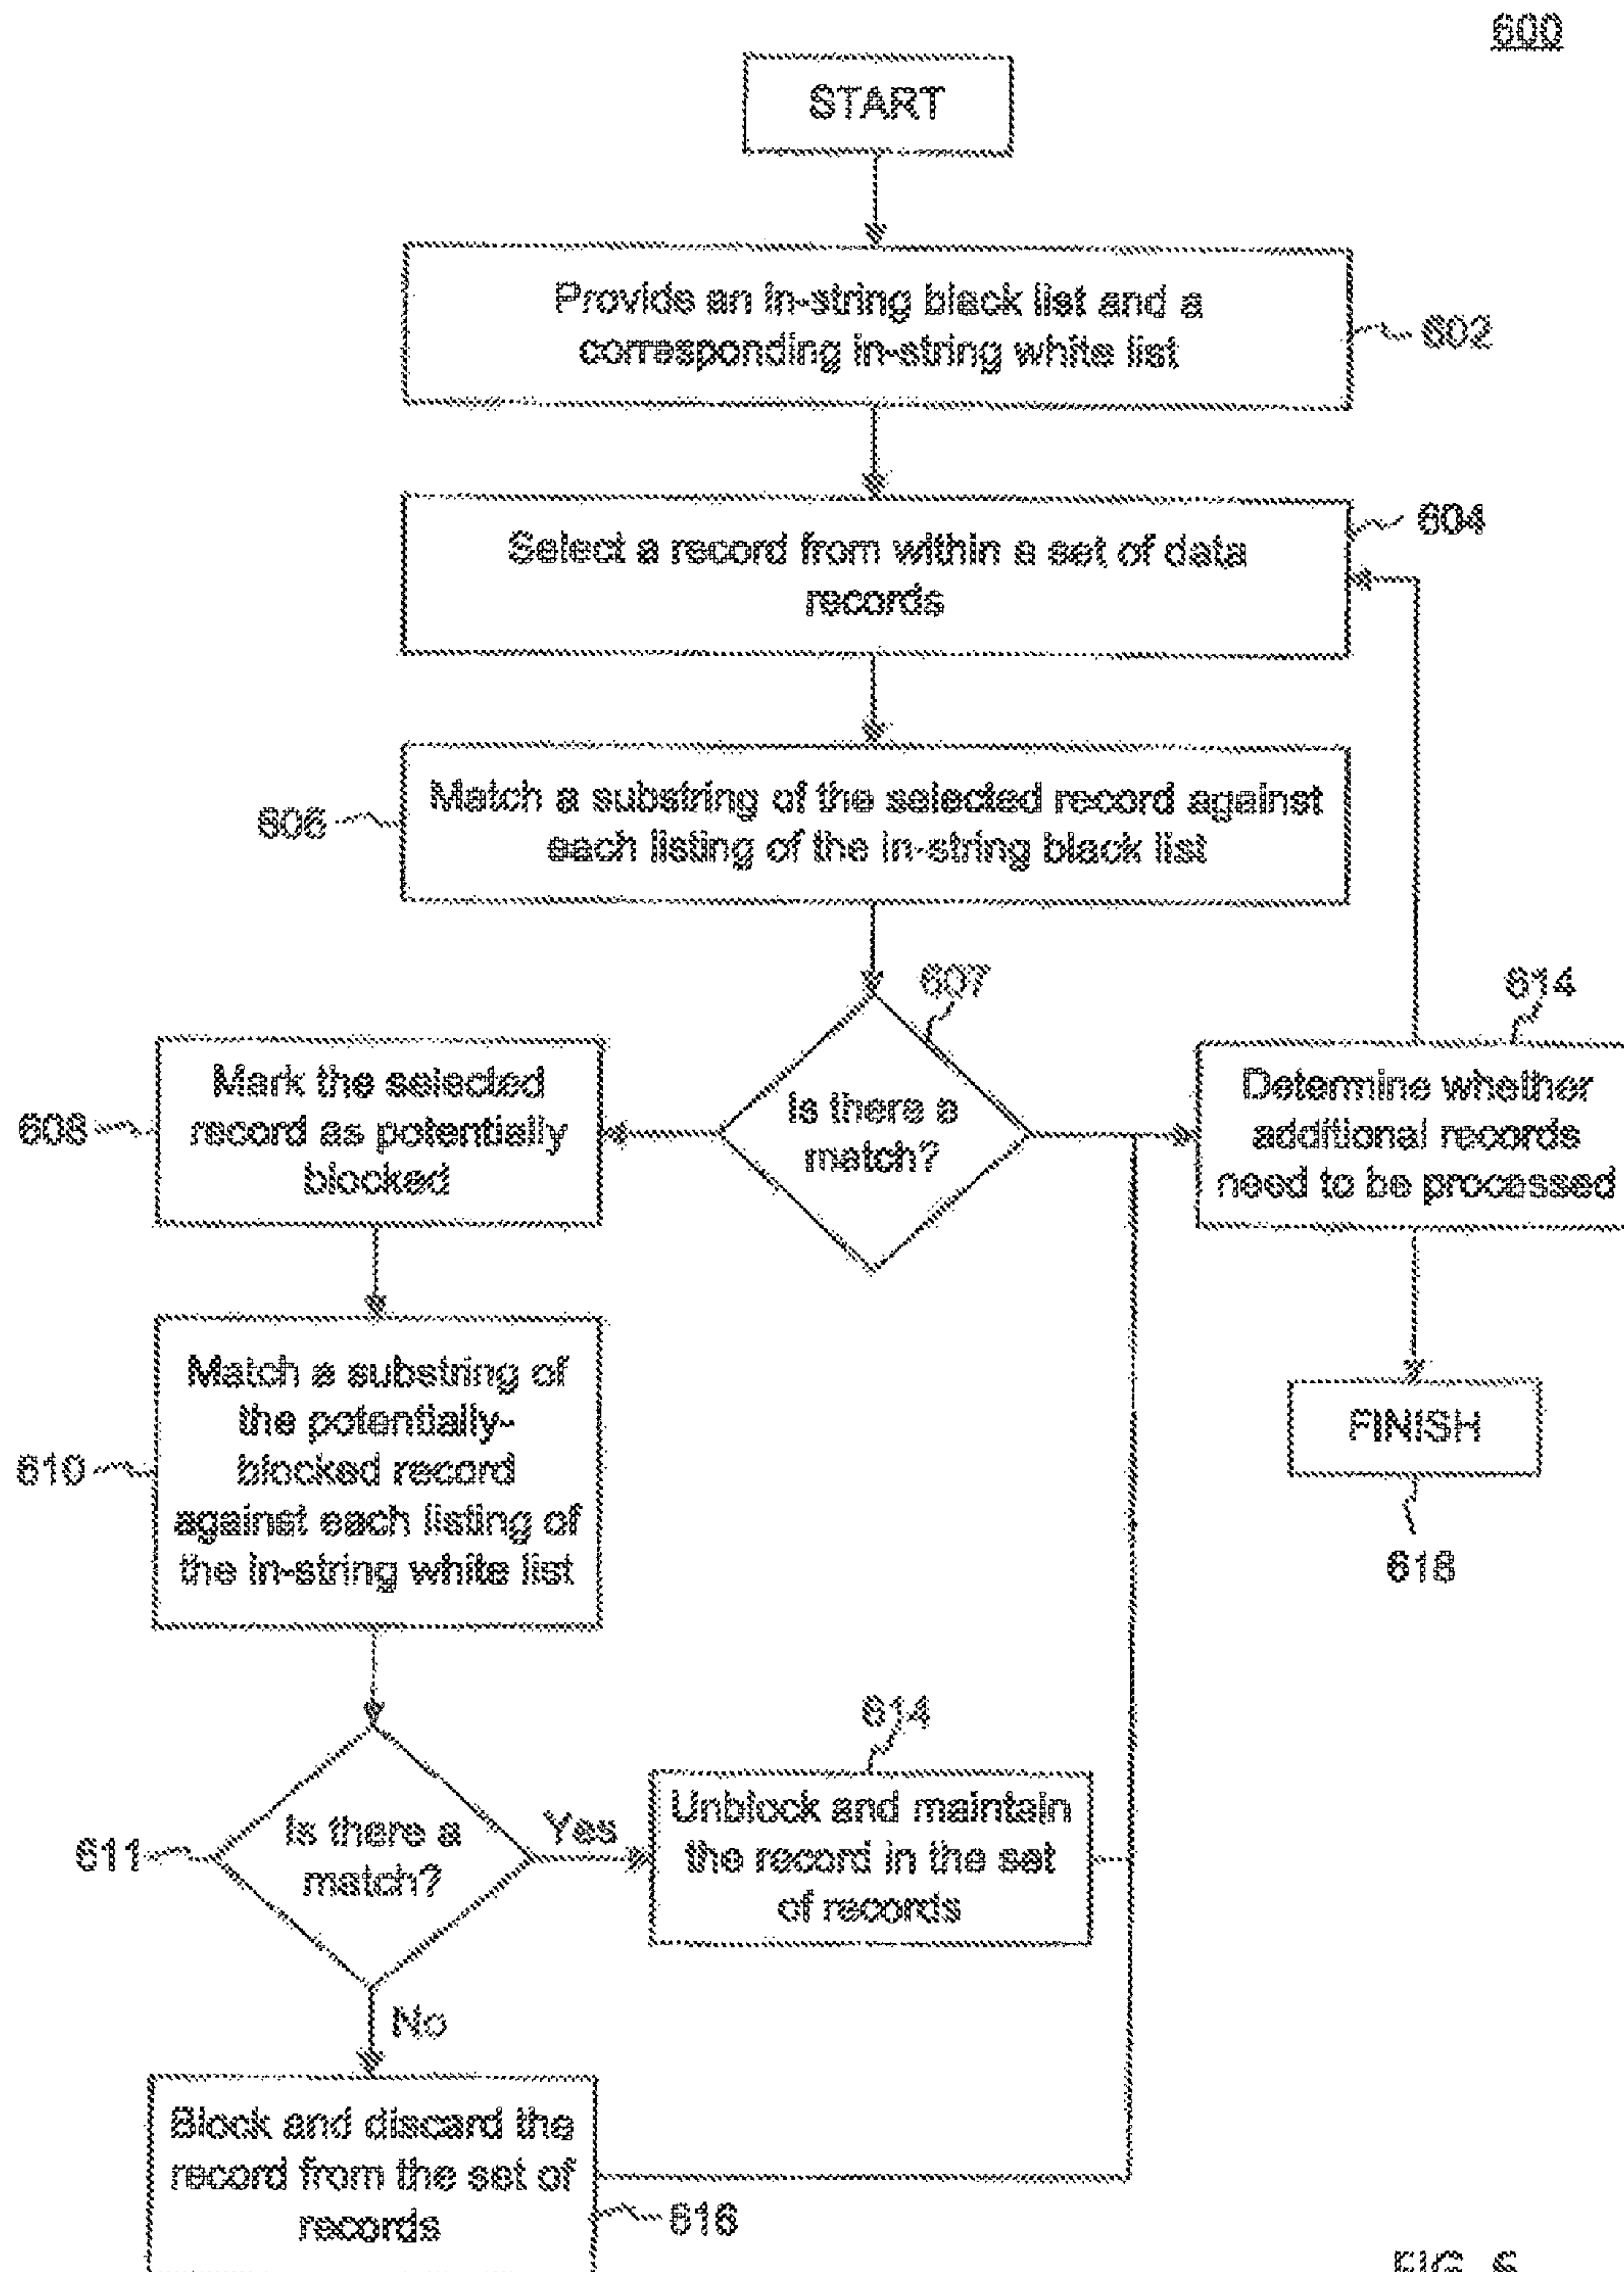 600
START
Provide an in-string black list and a
corresponding in-string white list
602
Select a record from within a set of data
records
604
Match a substring of the selected record against
each listing of the in-string black list
606
607
Is there a
match?
Mark the selected
record as potentially
blocked
608
614
Determine whether
additional records
need to be processed
Match a substring of
the potentially-
blocked record
against each listing of
the in-string white list
610
FINISH
618
Is there a
match?
611
Yes
614
Unblock and maintain
the record in the set
of records
No
Block and discard the
record from the set of
records
616
FIG. 6